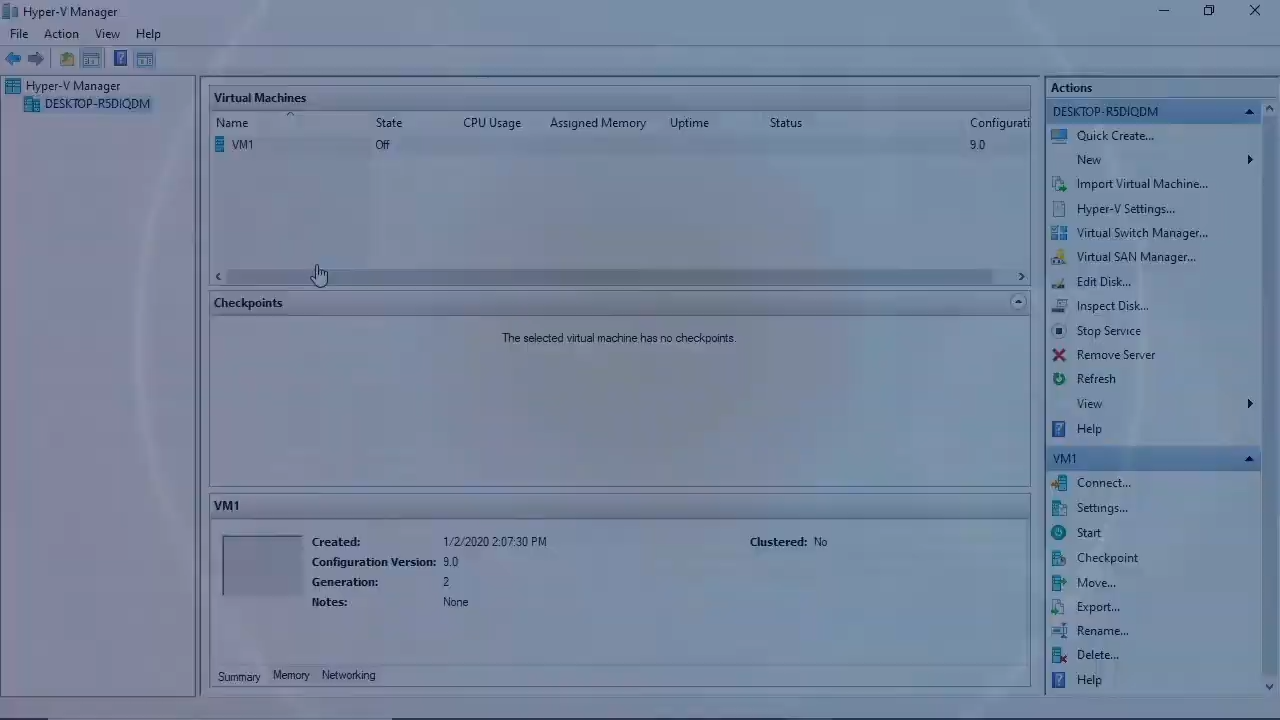 Hyper-V Manager
File Action View Help
Hyper-V Manager
DESKTOP-R5DIQDM
Virtual Machines
Name State CPU Usage Assigned Memory Uptime Status Configurati
VM1 Off 9.0
Checkpoints
The selected virtual machine has no checkpoints.
VM1
Created: 1/2/2020 2:07:30 PM Clustered: No
Configuration Version: 9.0
Generation: 2
Notes: None
Summary Memory Networking
Actions
DESKTOP-R5DIQDM
Quick Create...
New
Import Virtual Machine...
Hyper-V Settings...
Virtual Switch Manager...
Virtual SAN Manager...
Edit Disk...
Inspect Disk...
Stop Service
Remove Server
Refresh
View
Help
VM1
Connect...
Settings...
Start
Checkpoint
Move...
Export...
Rename...
Delete...
Help